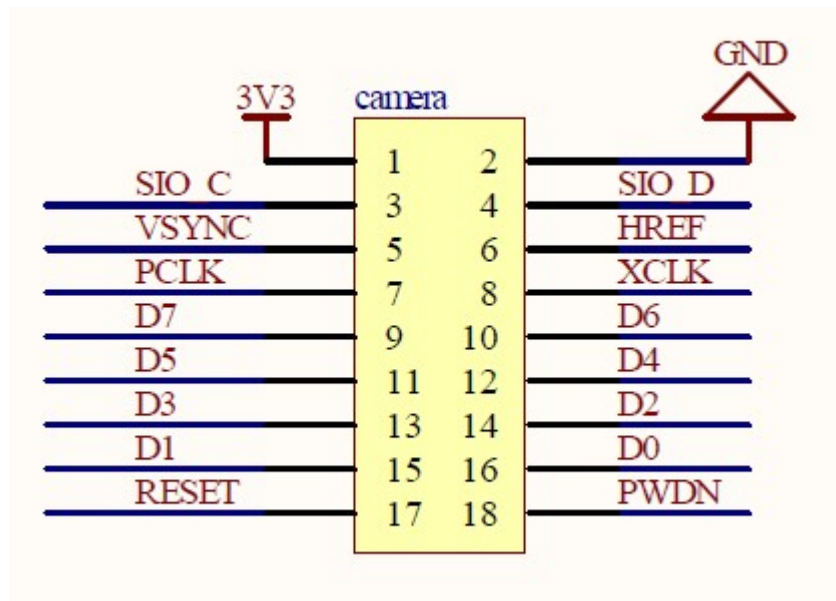 GND
3V3 camera
1 2
SIO_C SIO_D
3 4
VSYNC HREF
5 6
PCLK XCLK
7 8
D7 D6
9 10
D5 D4
11 12
D3 D2
13 14
D1 D0
15 16
RESET PWDN
17 18